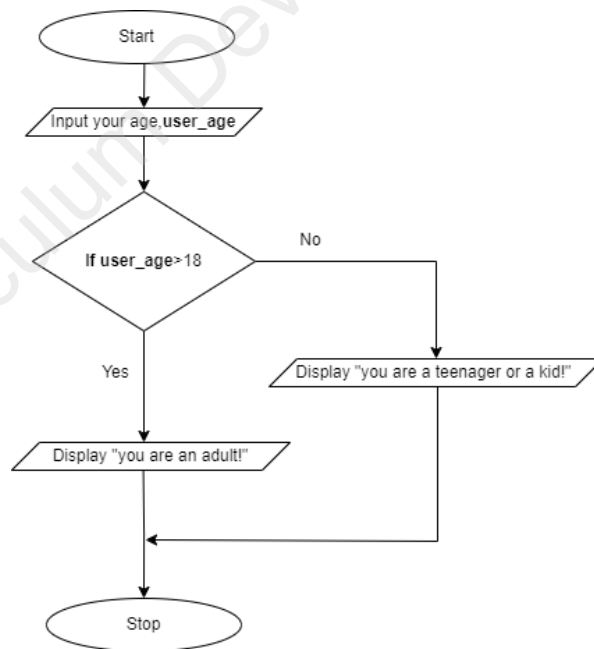 Start
Input your age,user_age
If user_age>18
No
Yes
Display "you are a teenager or a kid!"
Display "you are an adult!"
Stop